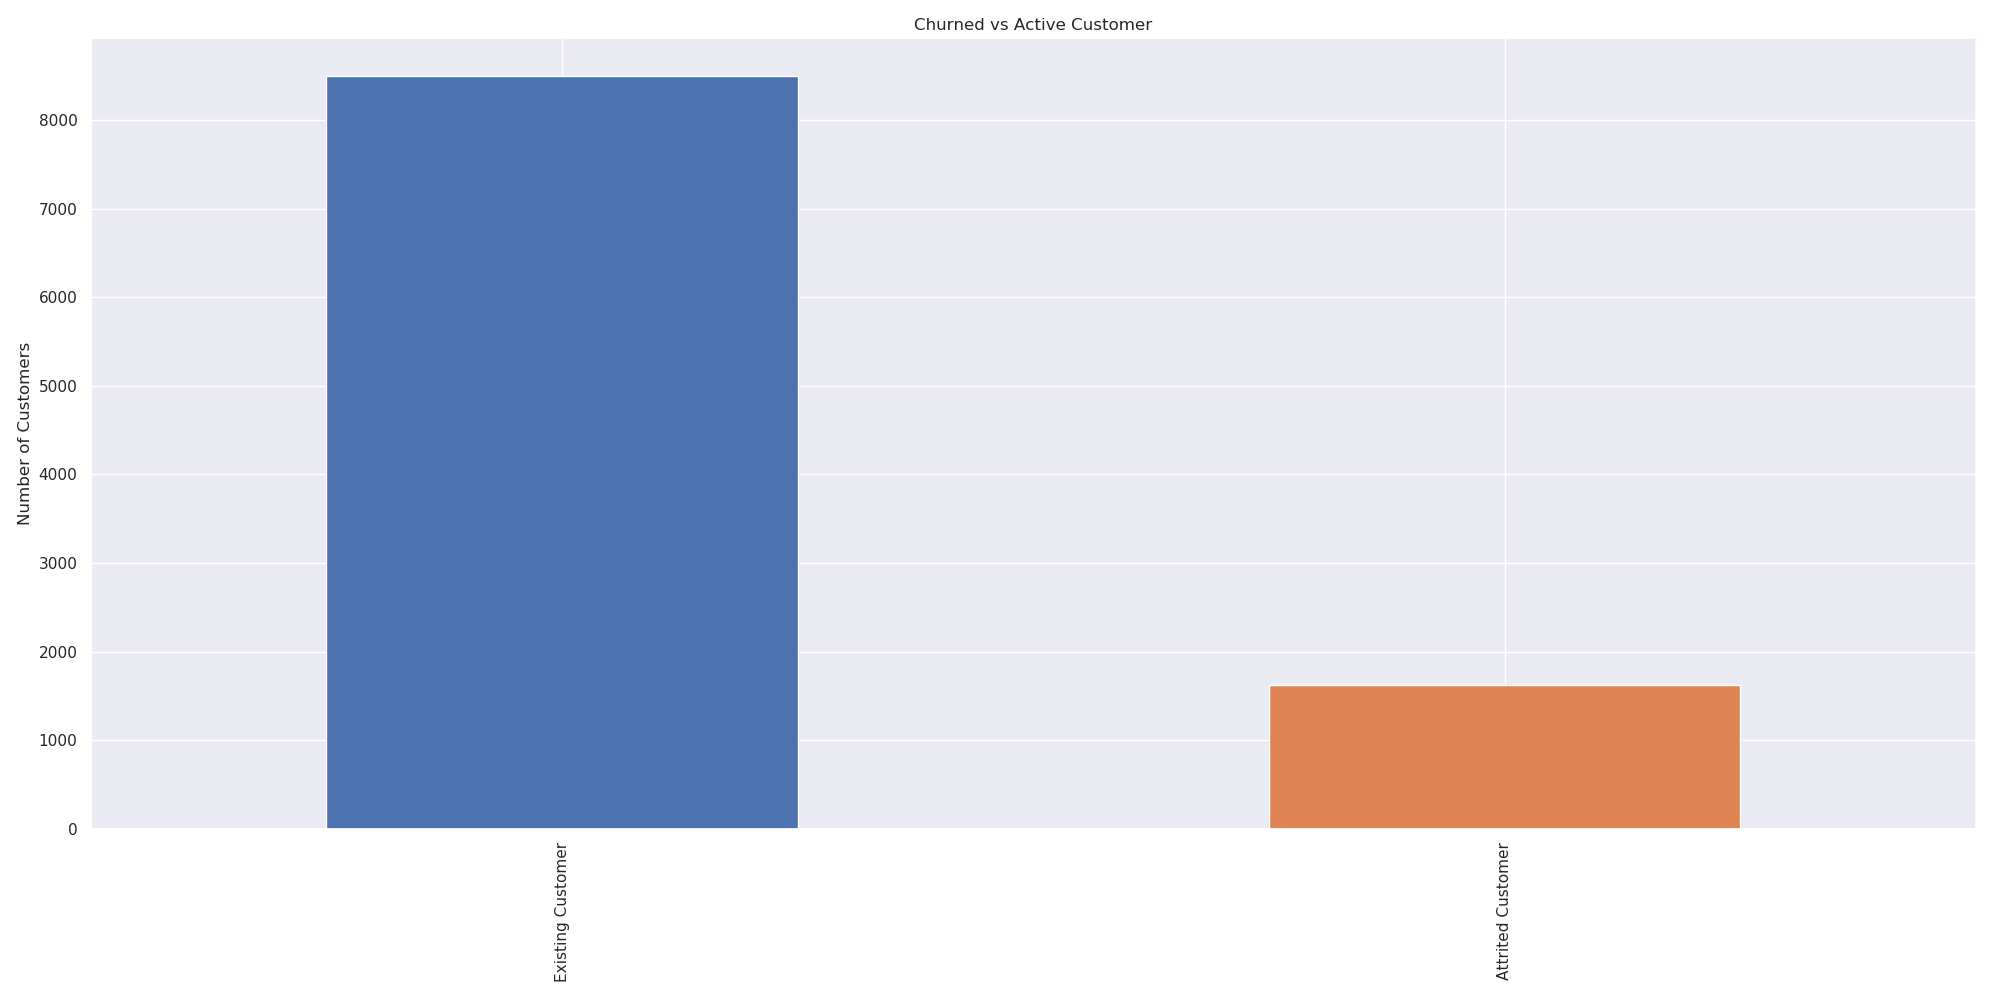 Churned vs Active Customer
Number of Customers
8000
7000
6000
5000
4000
3000
2000
1000
0
Existing Customer
Attrited Customer